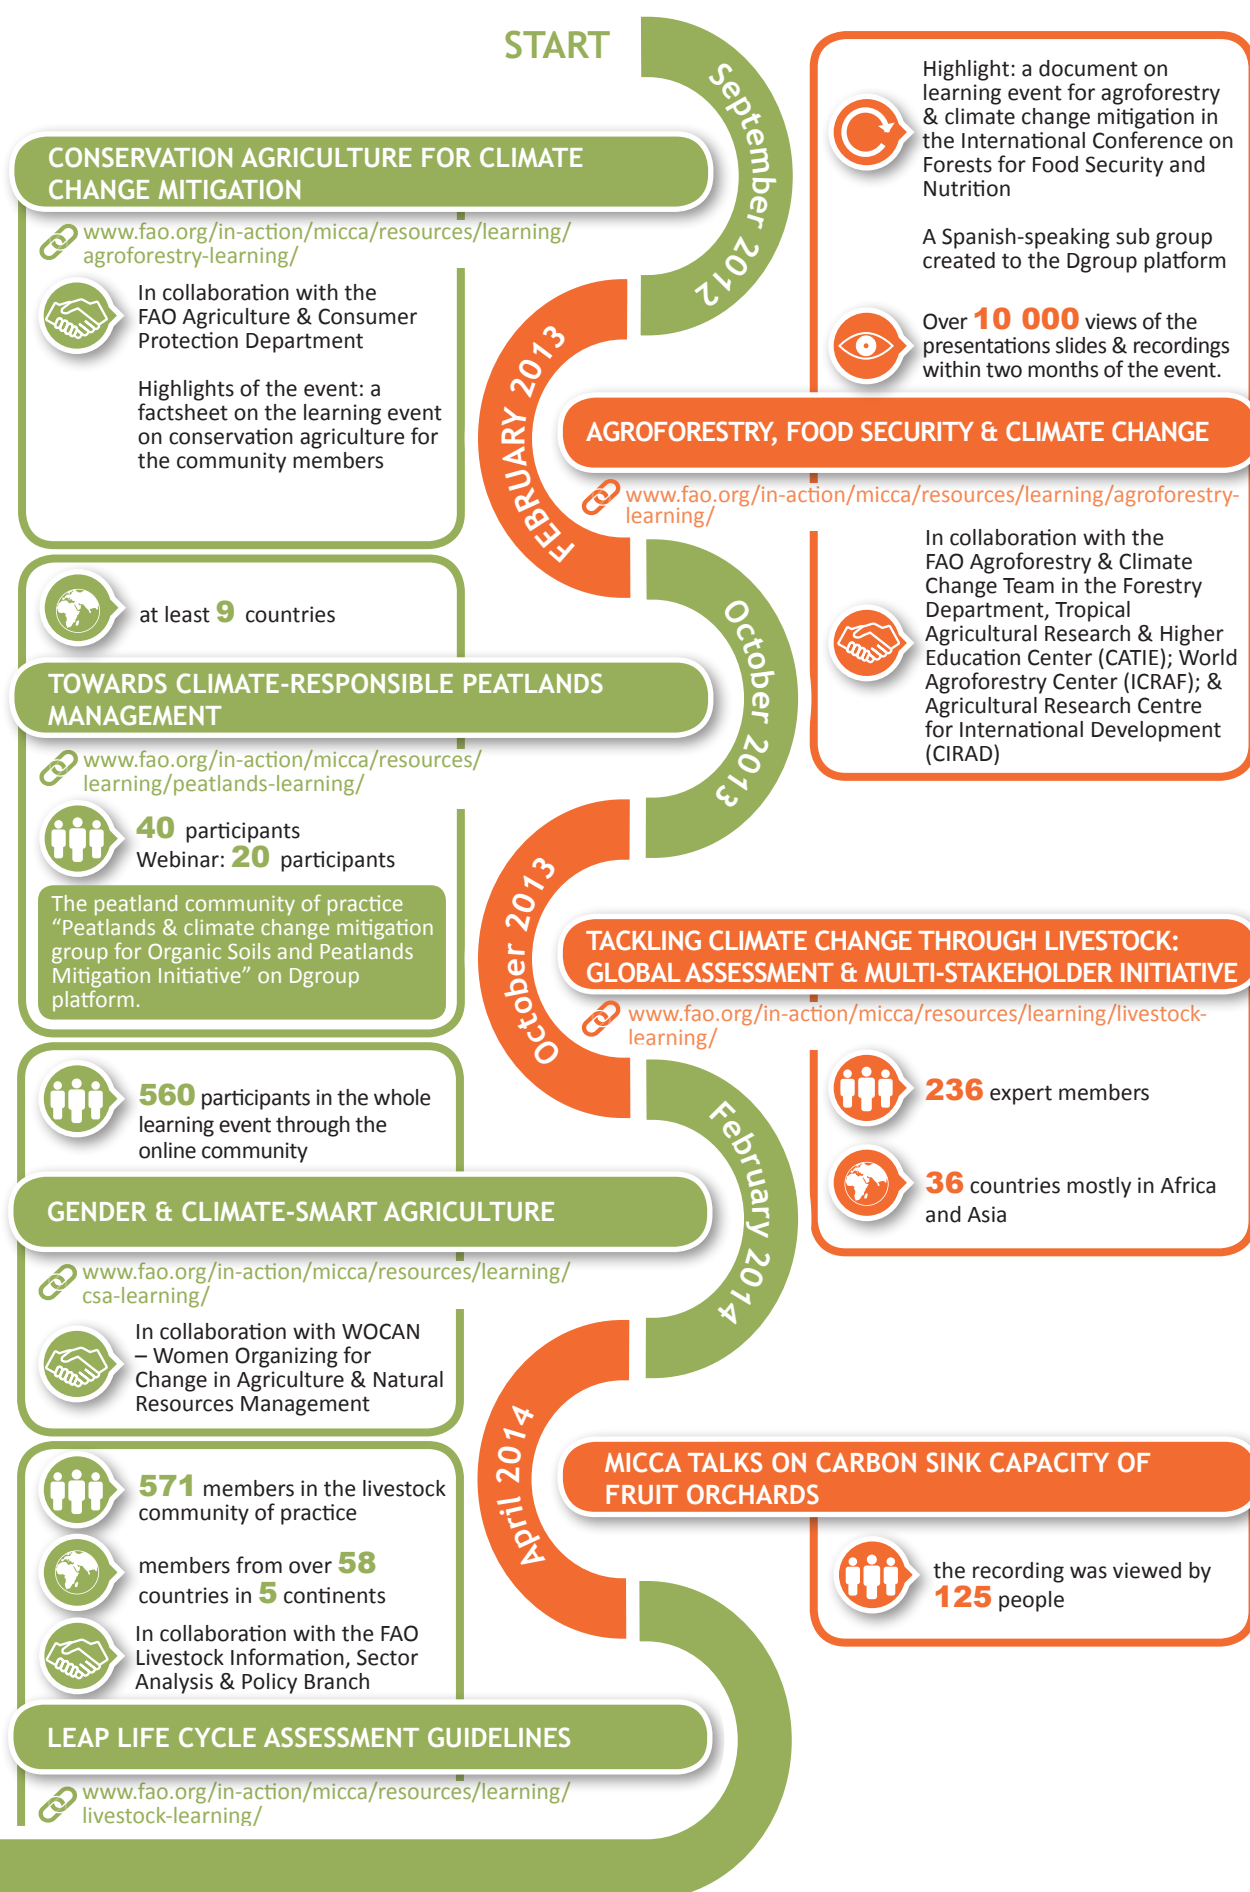 START
September 2012
CONSERVATION AGRICULTURE FOR CLIMATE
CHANGE MITIGATION
www.fao.org/in-action/micca/resources/learning/
agroforestry-learning/
In collaboration with the
FAO Agriculture & Consumer
Protection Department
Highlights of the event: a
factsheet on the learning event
on conservation agriculture for
the community members
Highlight: a document on
learning event for agroforestry
& climate change mitigation in
the International Conference on
Forests for Food Security and
Nutrition
A Spanish-speaking sub group
created to the Dgroup platform
Over 10 000 views of the
presentations slides & recordings
within two months of the event.
FEBRUARY 2013
AGROFORESTRY, FOOD SECURITY & CLIMATE CHANGE
www.fao.org/in-action/micca/resources/learning/agroforestry-
learning/
In collaboration with the
FAO Agroforestry & Climate
Change Team in the Forestry
Department, Tropical
Agricultural Research & Higher
Education Center (CATIE); World
Agroforestry Center (ICRAF); &
Agricultural Research Centre
for International Development
(CIRAD)
at least 9 countries
October 2013
TOWARDS CLIMATE-RESPONSIBLE PEATLANDS
MANAGEMENT
www.fao.org/in-action/micca/resources/
learning/peatlands-learning/
40 participants
Webinar: 20 participants
The peatland community of practice
“Peatlands & climate change mitigation
group for Organic Soils and Peatlands
Mitigation Initiative” on Dgroup
platform.
October 2013
TACKLING CLIMATE CHANGE THROUGH LIVESTOCK:
GLOBAL ASSESSMENT & MULTI-STAKEHOLDER INITIATIVE
www.fao.org/in-action/micca/resources/learning/livestock-
learning/
236 expert members
36 countries mostly in Africa
and Asia
560 participants in the whole
learning event through the
online community
February 2014
GENDER & CLIMATE-SMART AGRICULTURE
www.fao.org/in-action/micca/resources/learning/
csa-learning/
In collaboration with WOCAN
– Women Organizing for
Change in Agriculture & Natural
Resources Management
April 2014
MICCA TALKS ON CARBON SINK CAPACITY OF
FRUIT ORCHARDS
the recording was viewed by
125 people
571 members in the livestock
community of practice
members from over 58
countries in 5 continents
In collaboration with the FAO
Livestock Information, Sector
Analysis & Policy Branch
LEAP LIFE CYCLE ASSESSMENT GUIDELINES
www.fao.org/in-action/micca/resources/learning/
livestock-learning/